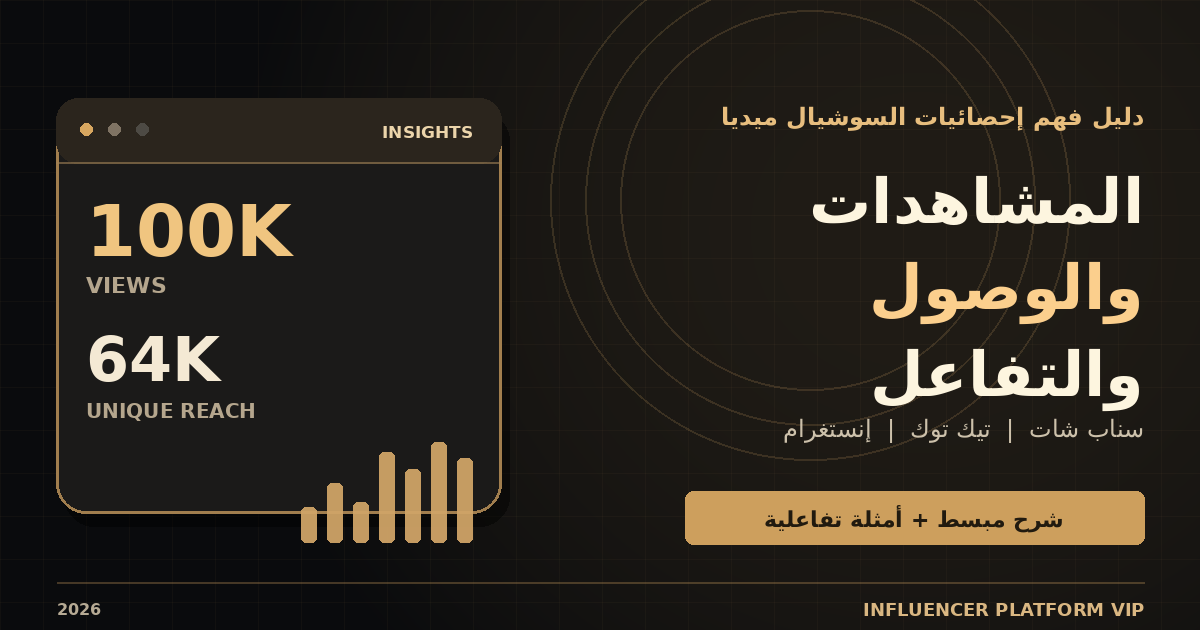 دليل فهم إحصائيات السوشيال ميديا
المشاهدات
والوصول
والتفاعل
سناب شات | تيك توك | إنستغرام
شرح مبسط + أمثلة تفاعلية
INSIGHTS
100K
VIEWS
64K
UNIQUE REACH
2026
INFLUENCER PLATFORM VIP